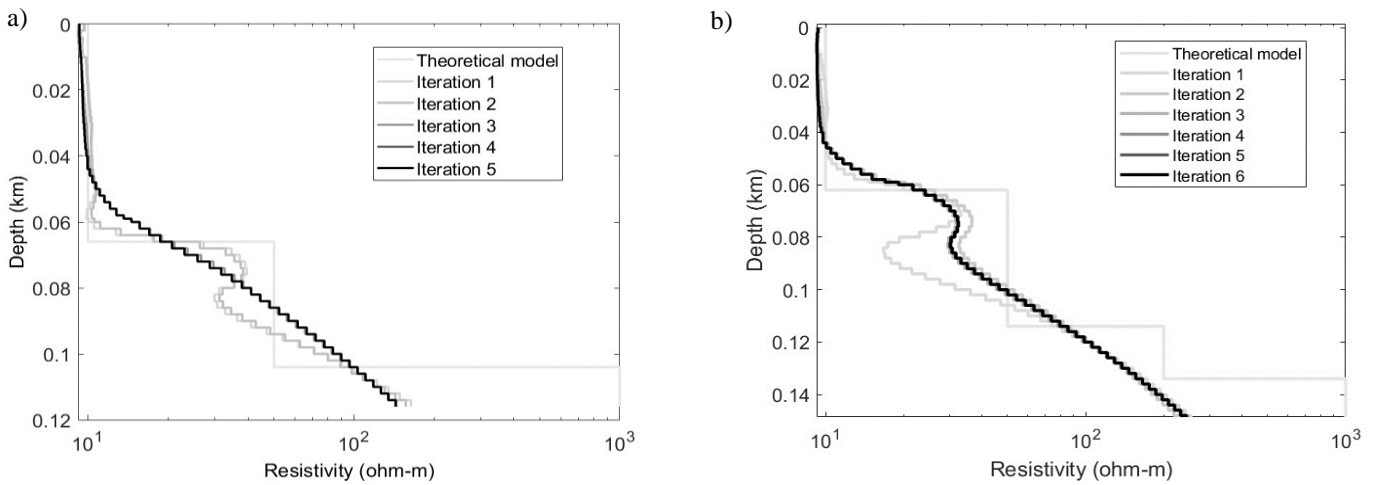 a)
0
0.02
0.04
0.06
0.08
0.1
0.12
Depth (km)
10^1
10^2
10^3
Resistivity (ohm-m)
Theoretical model
Iteration 1
Iteration 2
Iteration 3
Iteration 4
Iteration 5
b)
0
0.02
0.04
0.06
0.08
0.1
0.12
0.14
Depth (km)
10^1
10^2
10^3
Resistivity (ohm-m)
Theoretical model
Iteration 1
Iteration 2
Iteration 3
Iteration 4
Iteration 5
Iteration 6